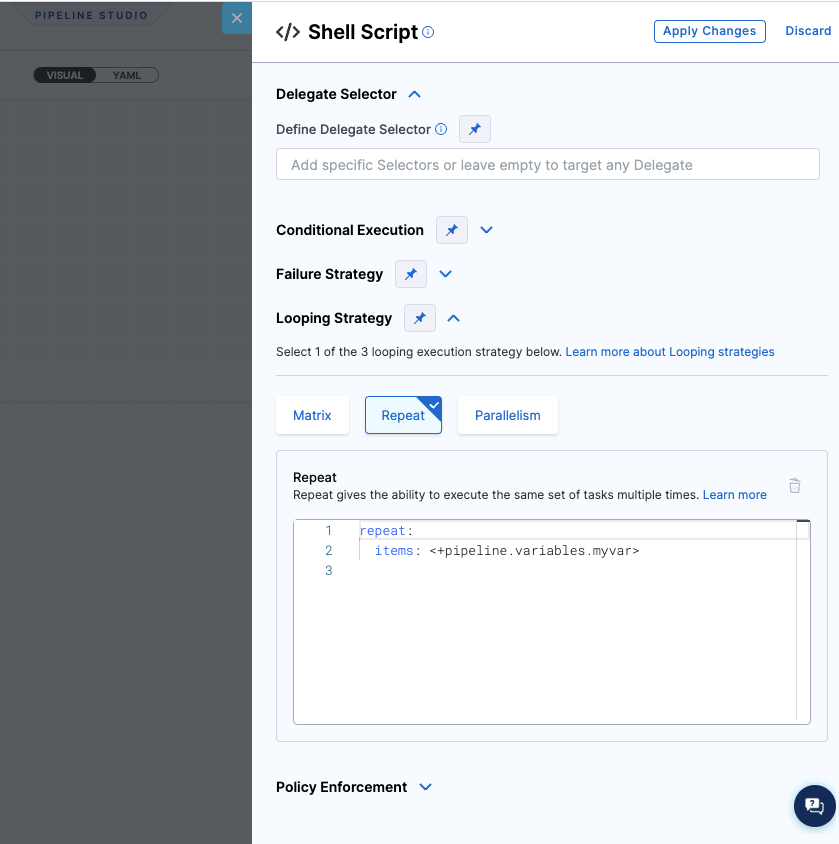 PIPELINE STUDIO
VISUAL YAML
</> Shell Script
Apply Changes
Discard
Delegate Selector
Define Delegate Selector
Add specific Selectors or leave empty to target any Delegate
Conditional Execution
Failure Strategy
Looping Strategy
Select 1 of the 3 looping execution strategy below. Learn more about Looping strategies
Matrix
Repeat
Parallelism
Repeat
Repeat gives the ability to execute the same set of tasks multiple times. Learn more
1 repeat:
2   items: <+pipeline.variables.myvar>
3
Policy Enforcement